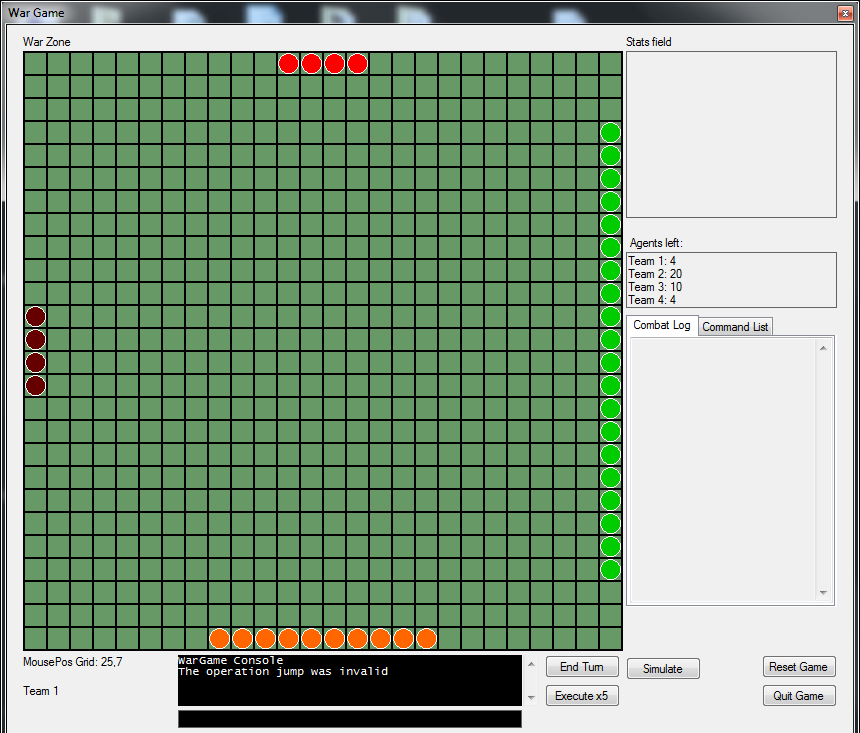 War Game
War Zone
Stats field
Agents left:
Team 1: 4
Team 2: 20
Team 3: 10
Team 4: 4
Combat Log
Command List
MousePos Grid: 25,7
Team 1
WarGame Console
The operation jump was invalid
End Turn
Simulate
Reset Game
Execute x5
Quit Game